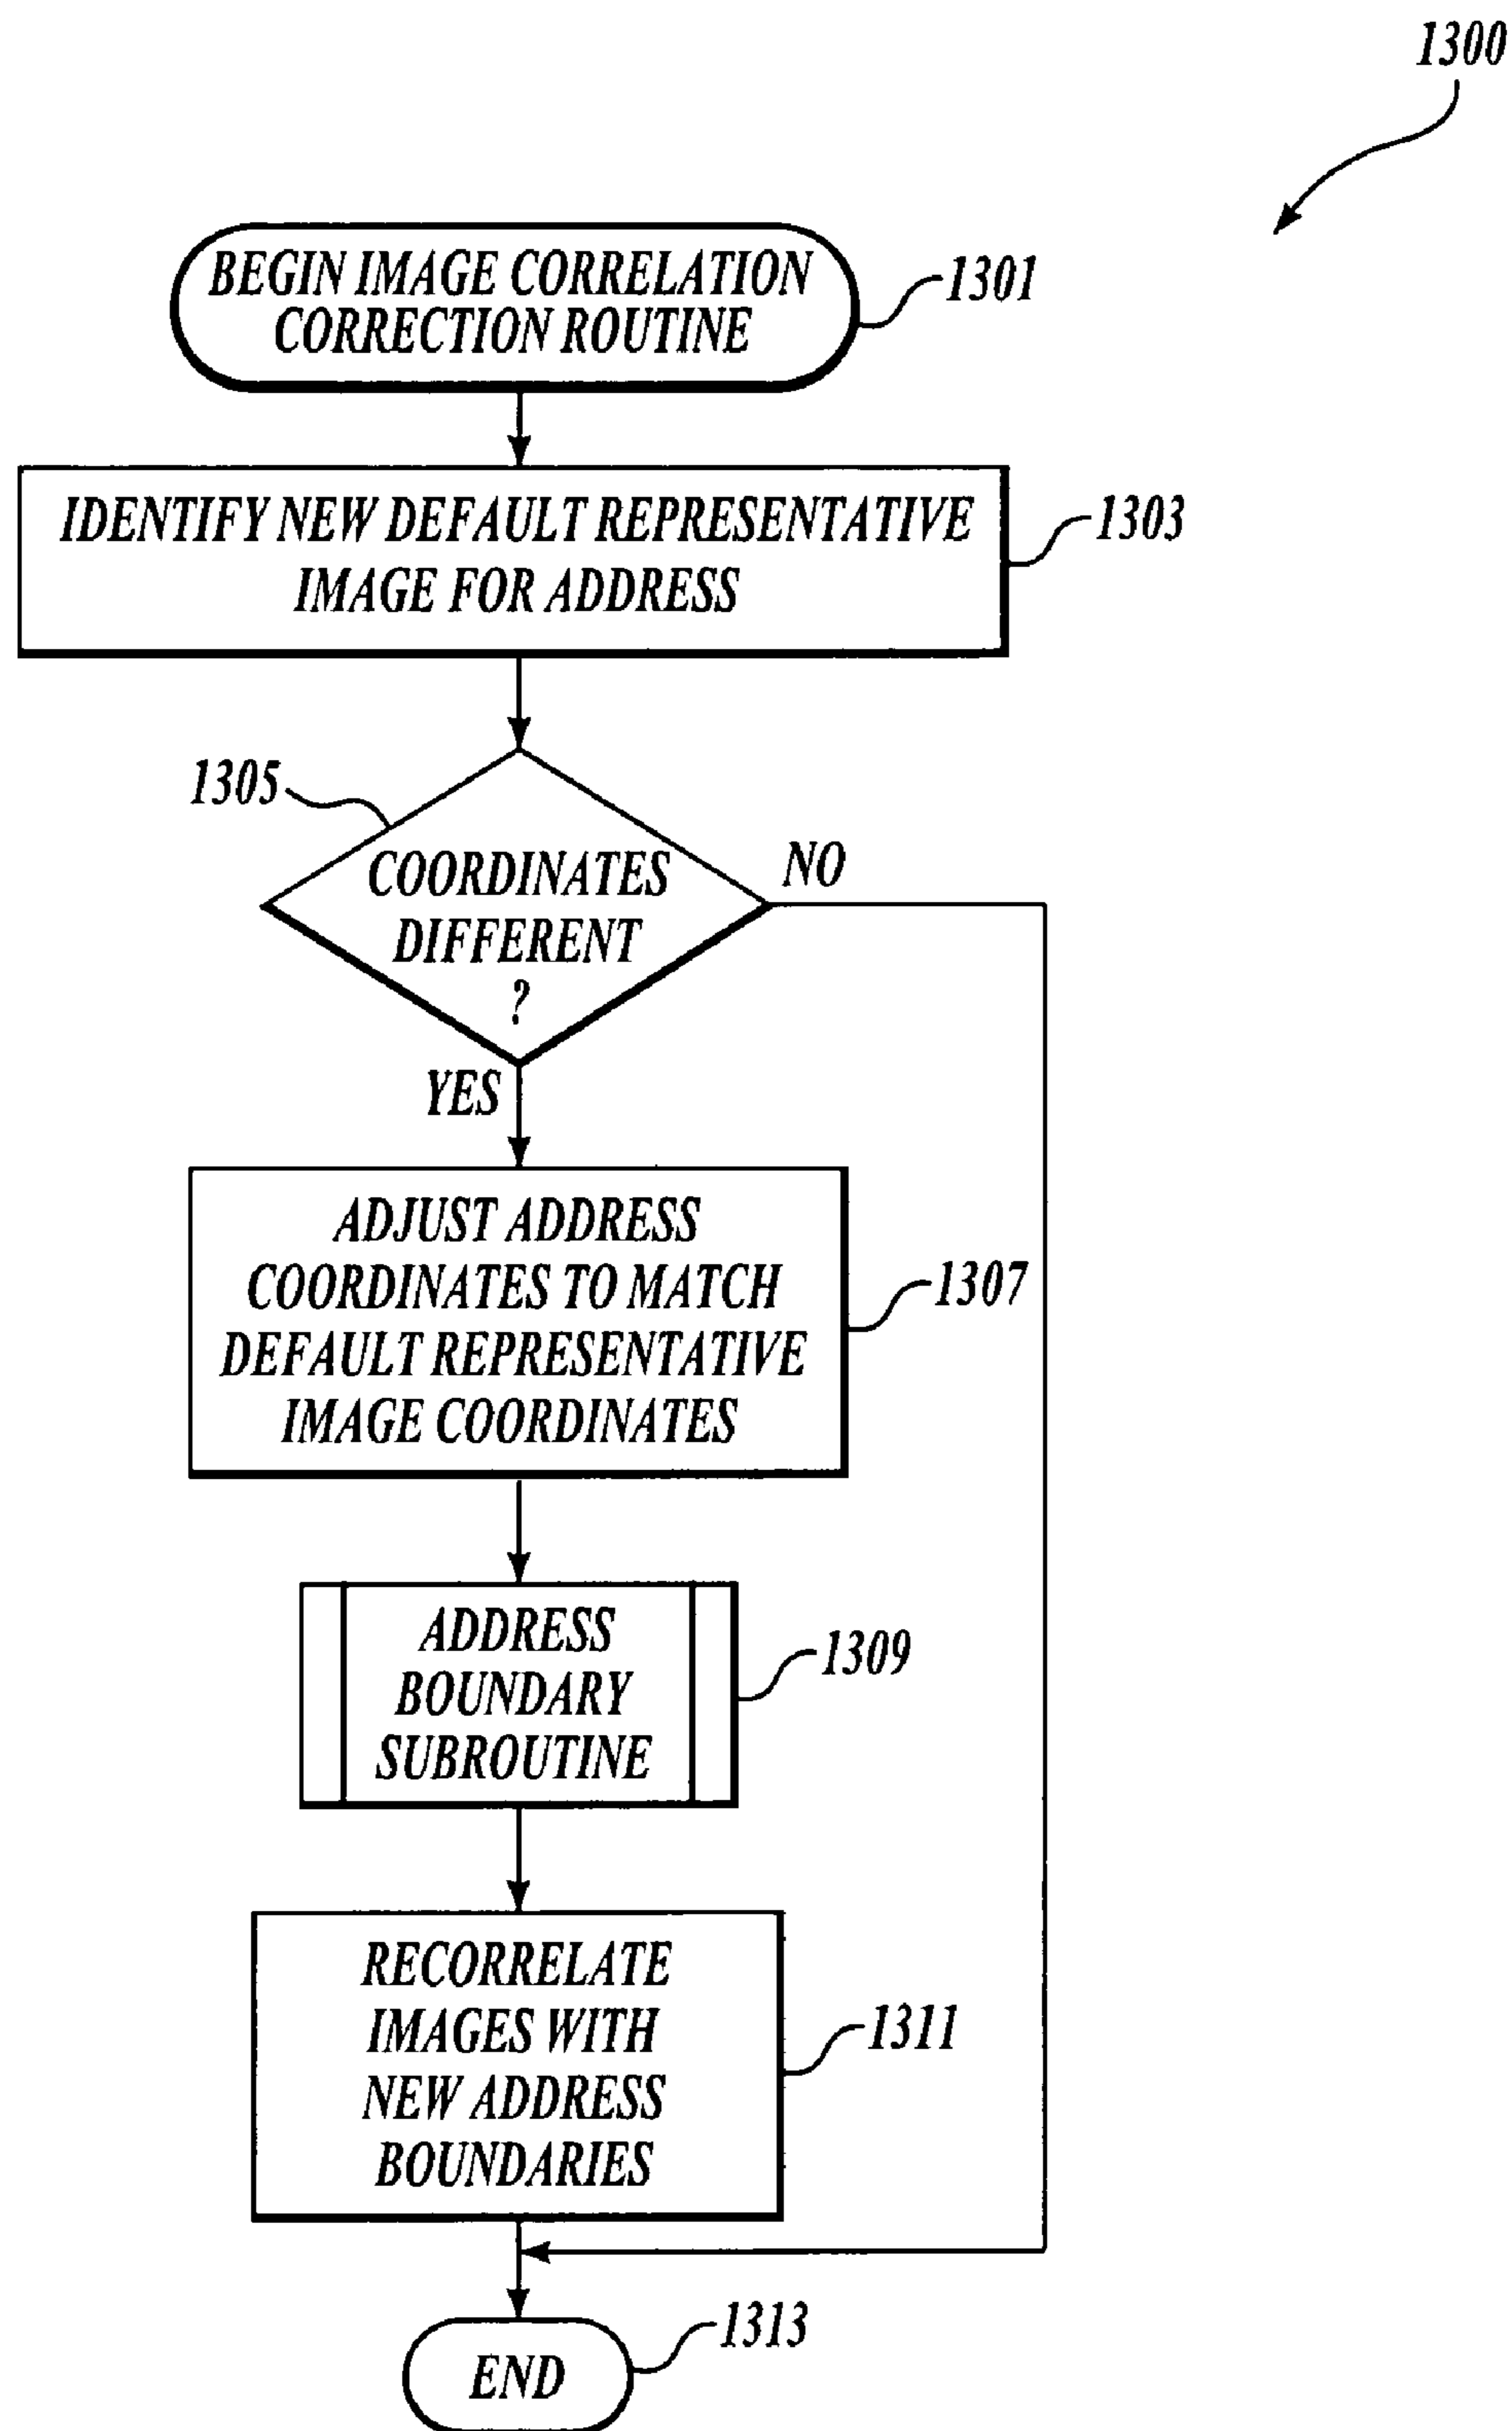 1300
BEGIN IMAGE CORRELATION
CORRECTION ROUTINE
1301
IDENTIFY NEW DEFAULT REPRESENTATIVE
IMAGE FOR ADDRESS
1303
1305
COORDINATES
DIFFERENT
?
NO
YES
ADJUST ADDRESS
COORDINATES TO MATCH
DEFAULT REPRESENTATIVE
IMAGE COORDINATES
1307
ADDRESS
BOUNDARY
SUBROUTINE
1309
RECORRELATE
IMAGES WITH
NEW ADDRESS
BOUNDARIES
1311
END
1313